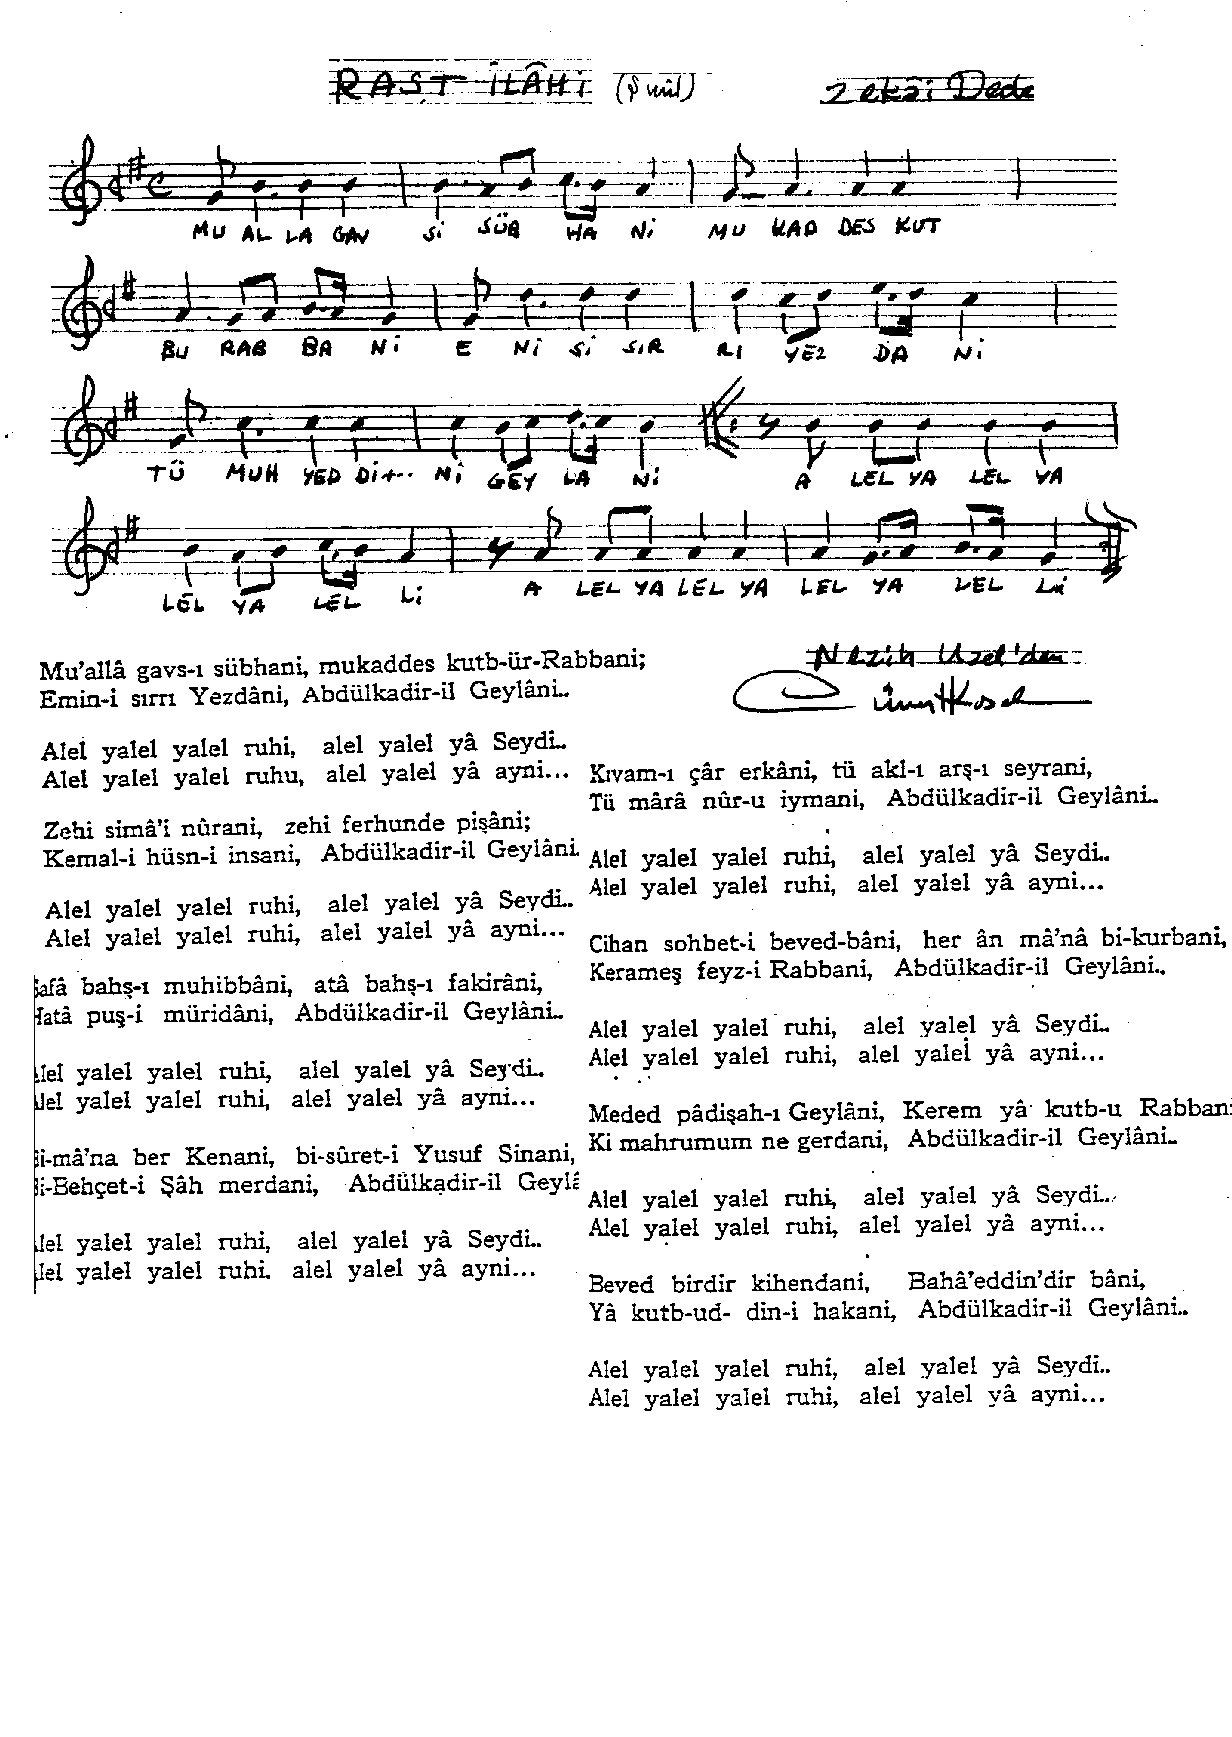 RAST İLÂHİ (Şuûl) Zekâi Dede
MU AL LA GAV Sİ SÜB HA Nİ MU KAD DES KUT
BU RAB BA Nİ E Nİ Sİ SIR RI YEZ DA Nİ
TÜ MUH YED Dİ+.. Nİ GEY LA Nİ A LEL YA LEL YA
LEL YA LEL Lİ A LEL YA LEL YA LEL YA LEL Lİ
Nezih Uzel'den
Mu'allâ gavs-ı sübhani, mukaddes kutb-ür-Rabbani;
Emin-i sırrı Yezdâni, Abdülkadir-il Geylâni..
Alel yalel yalel ruhi, alel yalel yâ Seydi..
Alel yalel yalel ruhu, alel yalel yâ ayni...
Zehi simâ'i nûrani, zehi ferhunde pişâni;
Kemal-i hüsn-i insani, Abdülkadir-il Geylâni.
Alel yalel yalel ruhi, alel yalel yâ Seydi..
Alel yalel yalel ruhi, alel yalel yâ ayni...
afâ bahş-ı muhibbâni, atâ bahş-ı fakirâni,
atâ puş-i müridâni, Abdülkadir-il Geylâni..
lel yalel yalel ruhi, alel yalel yâ Seydi..
lel yalel yalel ruhi, alel yalel yâ ayni...
i-mâ'na ber Kenani, bi-sûret-i Yusuf Sinani,
i-Behçet-i Şâh merdani, Abdülkadir-il Geylâ
lel yalel yalel ruhi, alel yalel yâ Seydi..
lel yalel yalel ruhi. alel yalel yâ ayni...
Kıvam-ı çâr erkâni, tü akl-ı arş-ı seyrani,
Tü mârâ nûr-u iymani, Abdülkadir-il Geylâni..
Alel yalel yalel ruhi, alel yalel yâ Seydi..
Alel yalel yalel ruhi, alel yalel yâ ayni...
Cihan sohbet-i beved-bâni, her ân mâ'nâ bi-kurbani,
Kerameş feyz-i Rabbani, Abdülkadir-il Geylâni..
Alel yalel yalel ruhi, alel yalel yâ Seydi..
Alel yalel yalel ruhi, alel yalel yâ ayni...
Meded pâdişah-ı Geylâni, Kerem yâ kutb-u Rabbani
Ki mahrumum ne gerdani, Abdülkadir-il Geylâni..
Alel yalel yalel ruhi, alel yalel yâ Seydi..
Alel yalel yalel ruhi, alel yalel yâ ayni...
Beved birdir kihendani, Bahâ'eddin'dir bâni,
Yâ kutb-ud- din-i hakani, Abdülkadir-il Geylâni..
Alel yalel yalel ruhi, alel yalel yâ Seydi..
Alel yalel yalel ruhi, alel yalel yâ ayni...